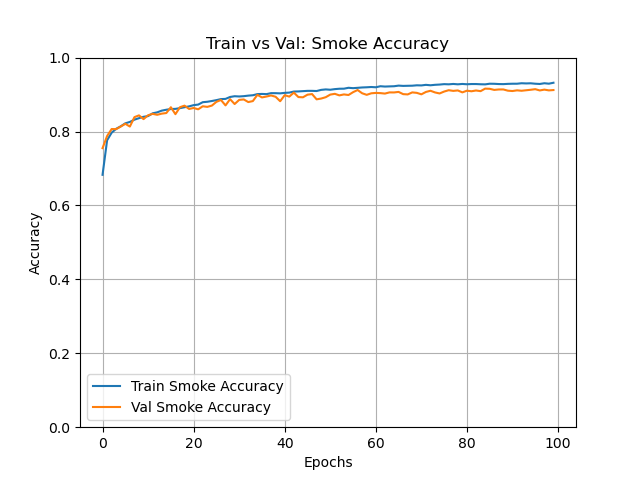 Train vs Val: Smoke Accuracy
1.0
0.8
0.6
0.4
0.2
0.0
Accuracy
Train Smoke Accuracy
Val Smoke Accuracy
0 20 40 60 80 100
Epochs